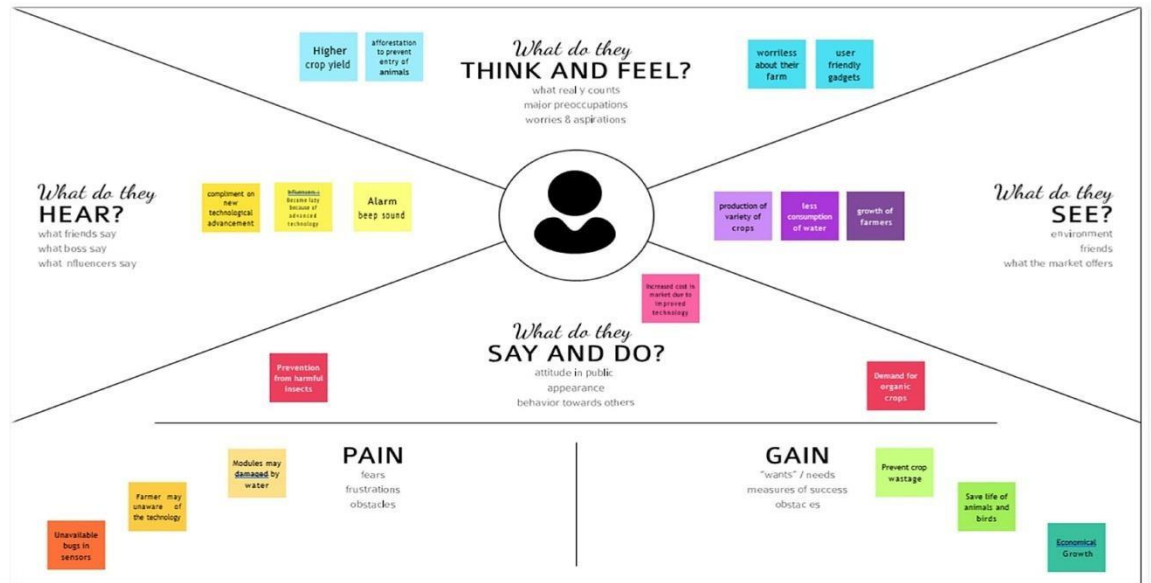 What do they
THINK AND FEEL?
what real y counts
major preoccupations
worries & aspirations
Higher
crop yield
afforestation
to prevent
entry of
animals
worriless
about their
farm
user
friendly
gadgets
What do they
HEAR?
what friends say
what boss say
what nfluencers say
compliment on
new
technological
advancement
Influencers:-
Become lazy
because of
advanced
technology
Alarm
beep sound
What do they
SEE?
environment
friends
what the market offers
production of
variety of
crops
less
consumption
of water
growth of
farmers
What do they
SAY AND DO?
attitude in public
appearance
behavior towards others
Increased cost in
market due to
improved
technology
Prevention
from harmful
insects
Demand for
organic
crops
PAIN
fears
frustrations
obstacles
Modules may
damaged by
water
Farmer may
unaware of
the technology
Unavailable
bugs in
sensors
GAIN
"wants" / needs
measures of success
obstac es
Prevent crop
wastage
Save life of
animals and
birds
Economical
Growth